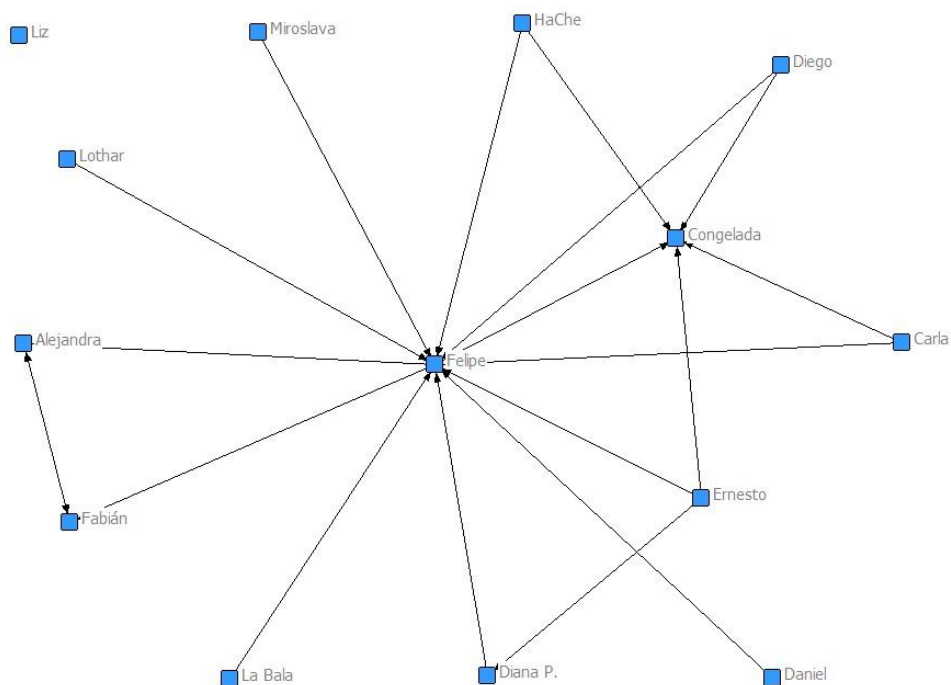 Liz
Miroslava
HaChe
Diego
Lothar
Congelada
Alejandra
Felipe
Carla
Fabián
Ernesto
La Bala
Diana P.
Daniel